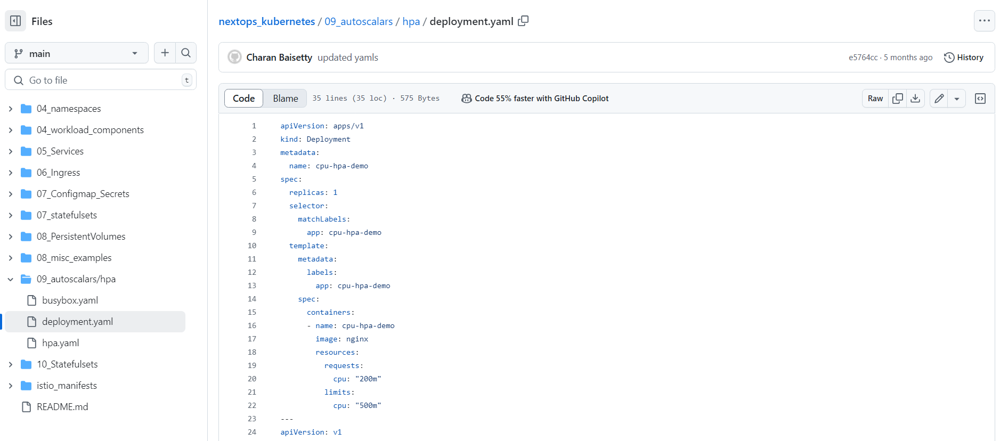 Files
main
Go to file
t
04_namespaces
04_workload_components
05_Services
06_Ingress
07_Configmap_Secrets
07_statefulsets
08_PersistentVolumes
08_misc_examples
09_autoscalars/hpa
busybox.yaml
deployment.yaml
hpa.yaml
10_Statefulsets
istio_manifests
README.md
nextops_kubernetes / 09_autoscalars / hpa / deployment.yaml
Charan Baisetty updated yamls
e5764cc · 5 months ago
History
Code Blame 35 lines (35 loc) · 575 Bytes
Code 55% faster with GitHub Copilot
Raw
1 apiVersion: apps/v1
2 kind: Deployment
3 metadata:
4   name: cpu-hpa-demo
5 spec:
6   replicas: 1
7   selector:
8     matchLabels:
9       app: cpu-hpa-demo
10   template:
11     metadata:
12       labels:
13         app: cpu-hpa-demo
14     spec:
15       containers:
16       - name: cpu-hpa-demo
17         image: nginx
18         resources:
19           requests:
20             cpu: "200m"
21           limits:
22             cpu: "500m"
23 ---
24 apiVersion: v1